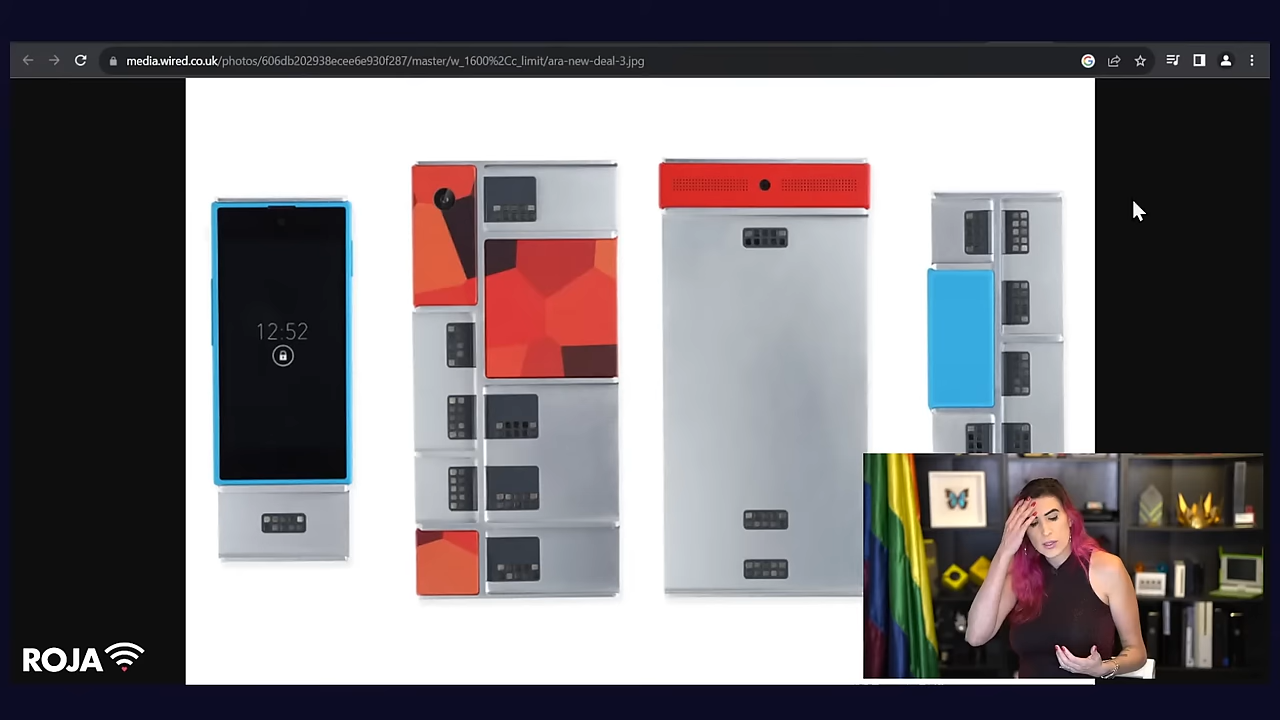 media.wired.co.uk/photos/606db202938ecee6e930f287/master/w_1600%2Cc_limit/ara-new-deal-3.jpg
12:52
ROJA